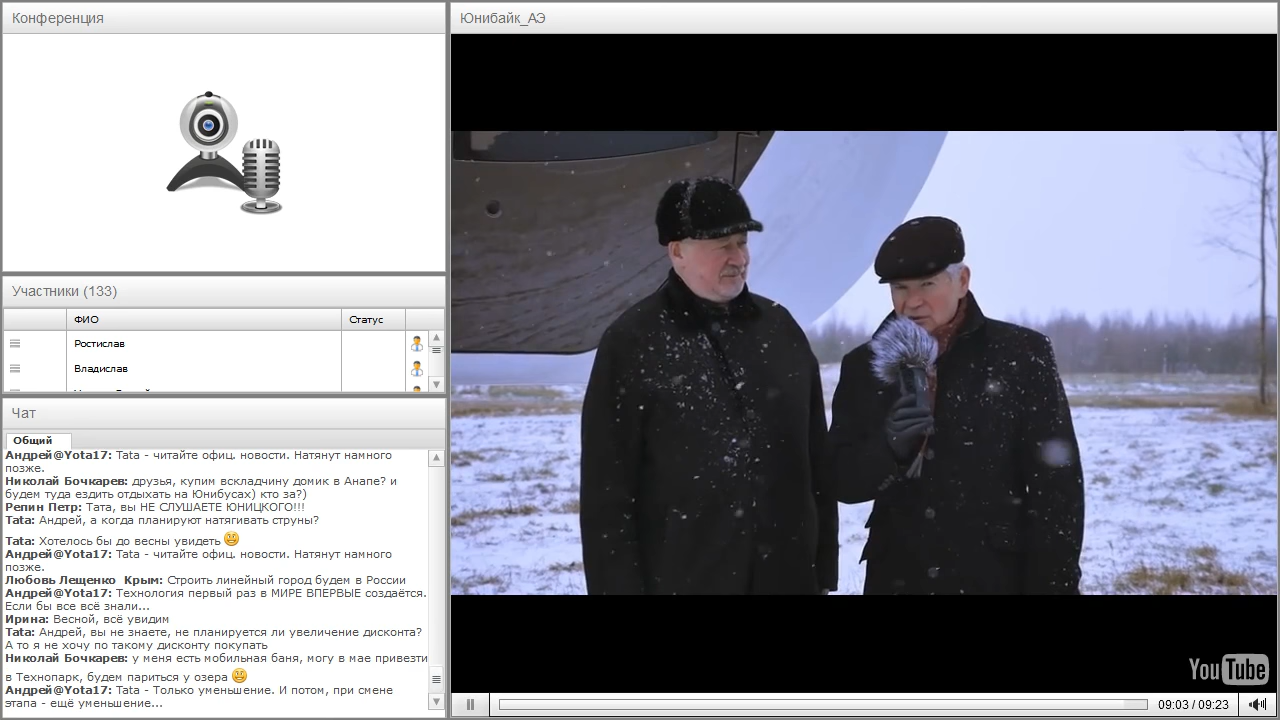 Конференция
Юнибайк_АЭ
Участники (133)
ФИО
Статус
Ростислав
Владислав
Чат
Общий
Андрей@Yota17: Tata - читайте офиц. новости. Натянут намного
позже.
Николай Бочкарев: друзья, купим вскладчину домик в Анапе? и
будем туда ездить отдыхать на Юнибусах) кто за?)
Репин Петр: Тата, вы НЕ СЛУШАЕТЕ ЮНИЦКОГО!!!
Tata: Андрей, а когда планируют натягивать струны?
Tata: Хотелось бы до весны увидеть
Андрей@Yota17: Tata - читайте офиц. новости. Натянут намного
позже.
Любовь Лещенко Крым: Строить линейный город будем в России
Андрей@Yota17: Технология первый раз в МИРЕ ВПЕРВЫЕ создаётся.
Если бы все всё знали...
Ирина: Весной, всё увидим
Tata: Андрей, вы не знаете, не планируется ли увеличение дисконта?
А то я не хочу по такому дисконту покупать
Николай Бочкарев: у меня есть мобильная баня, могу в мае привезти
в Технопарк, будем париться у озера
Андрей@Yota17: Tata - Только уменьшение. И потом, при смене
этапа - ещё уменьшение...
YouTube
09:03 / 09:23